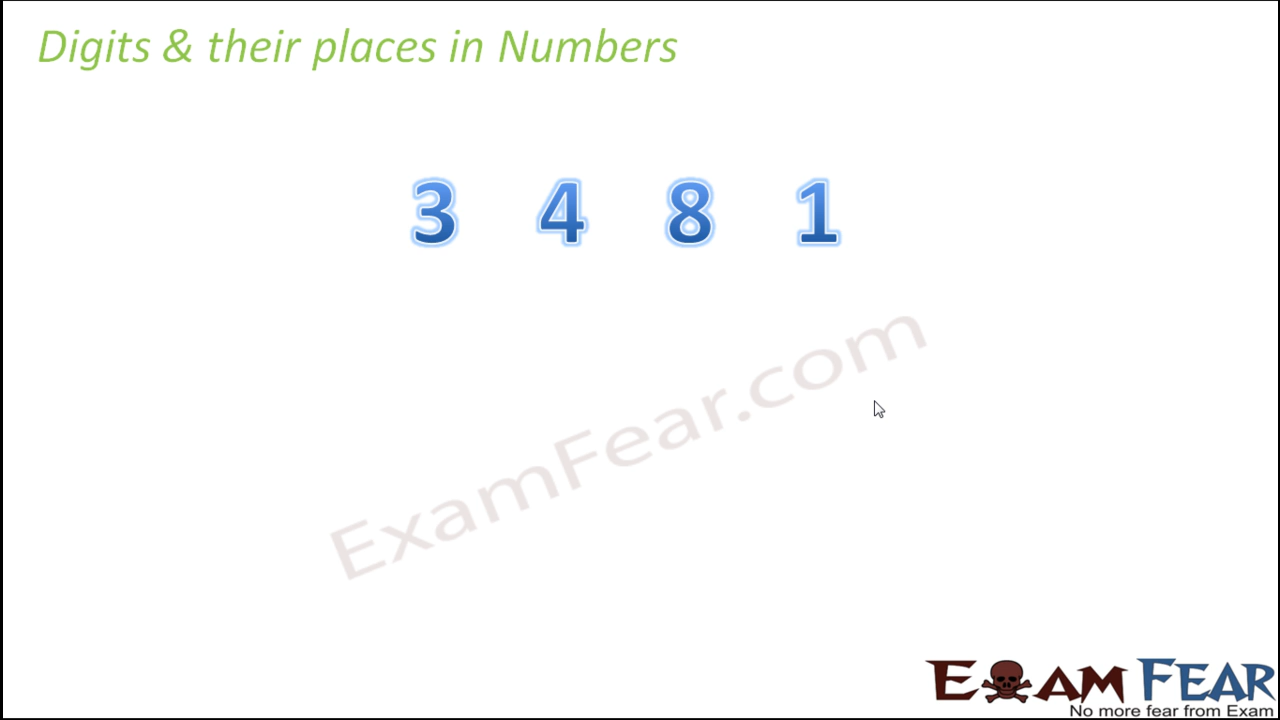 Digits & their places in Numbers
3 4 8 1
ExamFear.com
EXAM FEAR
No more fear from Exam